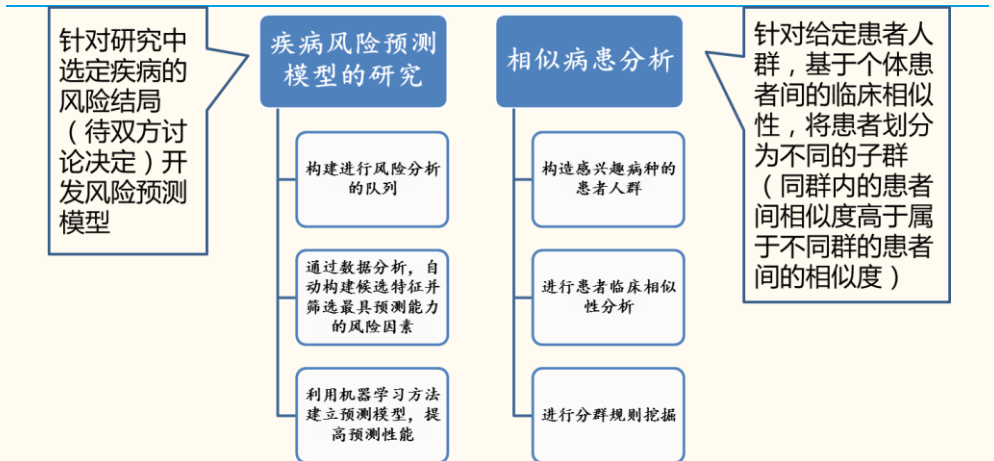 针对研究中
选定疾病的
风险结局
（待双方讨
论决定）开
发风险预测
模型
疾病风险预测
模型的研究
构建进行风险分析
的队列
通过数据分析，自
动构建候选特征并
筛选最具预测能力
的风险因素
利用机器学习方法
建立预测模型，提
高预测性能
相似病患分析
构造感兴趣病种的
患者人群
进行患者临床相似
性分析
进行分群规则挖掘
针对给定患者人
群，基于个体患
者间的临床相似
性，将患者划分
为不同的子群
（同群内的患者
间相似度高于属
于不同群的患者
间的相似度）